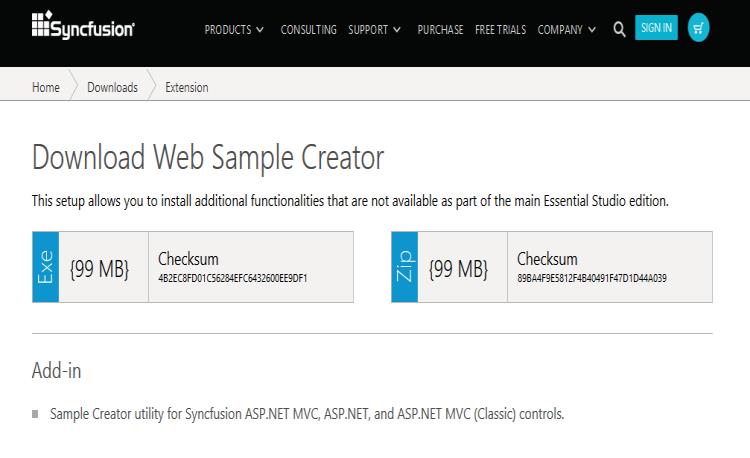 Syncfusion
PRODUCTS CONSULTING SUPPORT PURCHASE FREE TRIALS COMPANY SIGN IN
Home Downloads Extension
Download Web Sample Creator
This setup allows you to install additional functionalities that are not available as part of the main Essential Studio edition.
Exe {99 MB} Checksum
4B2EC8FD01C56284EFC6432600EE9DF1
Zip {99 MB} Checksum
89BA4F9E5812F4B40491F47D1D44A039
Add-in
Sample Creator utility for Syncfusion ASP.NET MVC, ASP.NET, and ASP.NET MVC (Classic) controls.